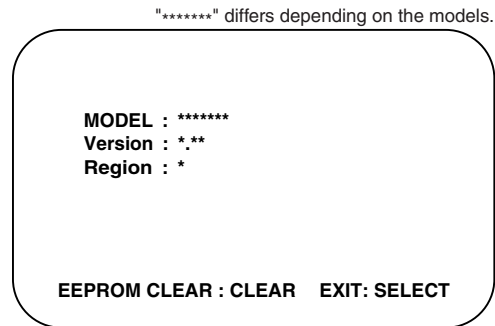 "*******" differs depending on the models.
MODEL : *******
Version : *.**
Region : *
EEPROM CLEAR : CLEAR EXIT: SELECT